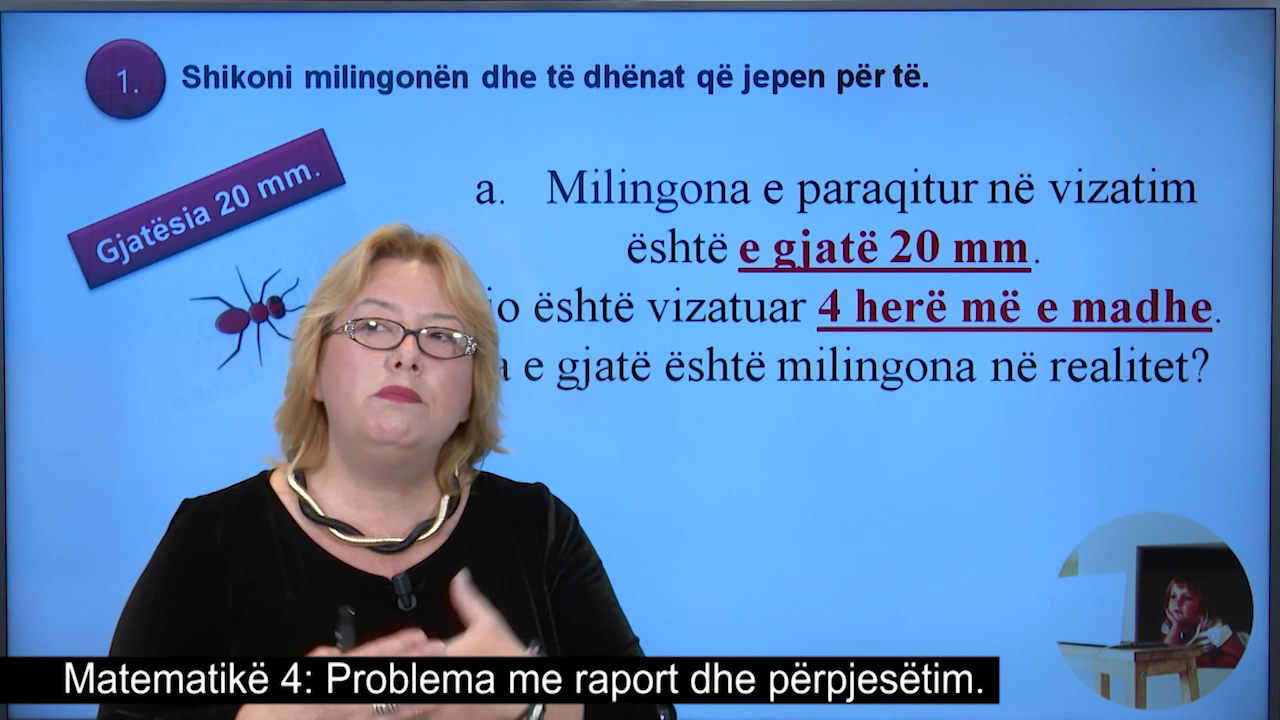 1.
Shikoni milingonën dhe të dhënat që jepen për të.
Gjatësia 20 mm.
a. Milingona e paraqitur në vizatim
është e gjatë 20 mm.
është vizatuar 4 herë më e madhe.
e gjatë është milingona në realitet?
Matematikë 4: Problema me raport dhe përpjesëtim.